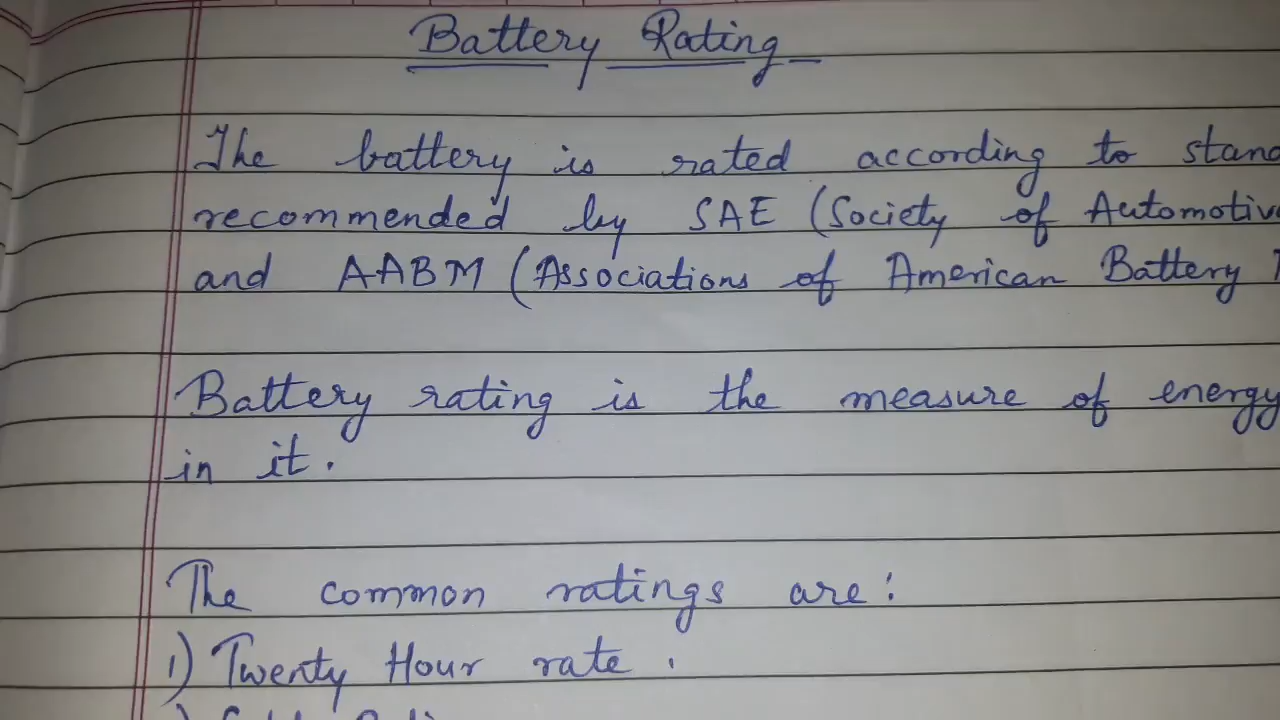 Battery Rating
The battery is rated according to stand
recommended by SAE (Society of Automotive
and AABM (Associations of American Battery
Battery rating is the measure of energy
in it.
The common ratings are:
1) Twenty Hour rate.